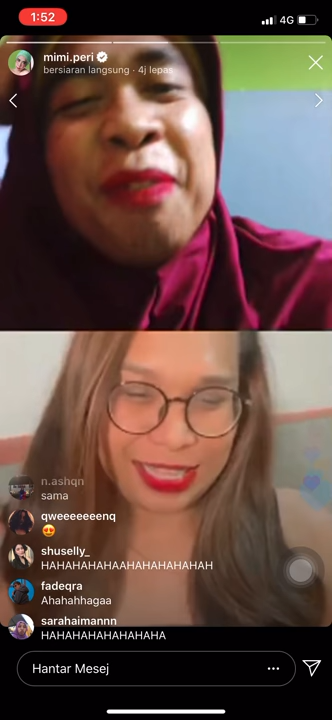 1:52
4G
mimi.peri
bersiaran langsung · 4j lepas
n.ashqn
sama
qweeeeeeenq
😍
shuselly_
HAHAHAHAHAAHAHAHAHAHAH
fadeqra
Ahahahhagaa
sarahaimannn
HAHAHAHAHAHAHAHA
Hantar Mesej